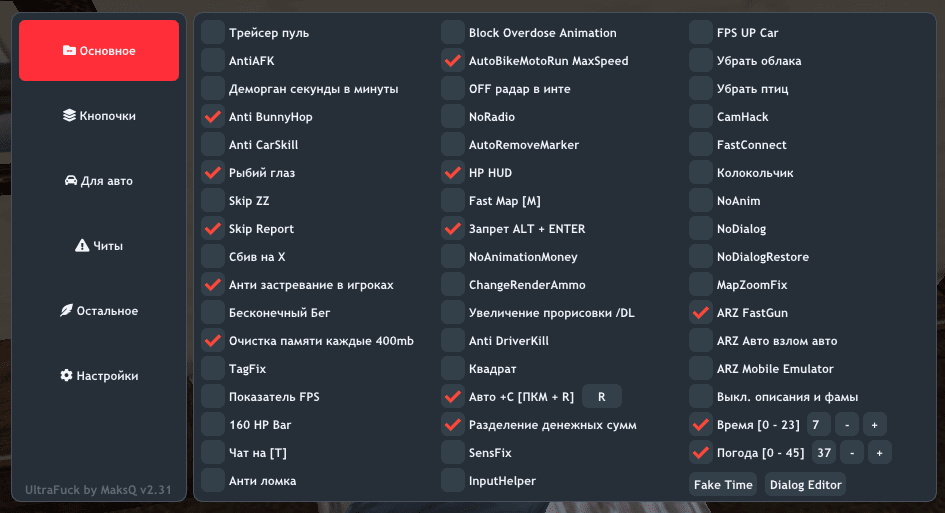 Основное
Кнопочки
Для авто
Читы
Остальное
Настройки
UltraFuck by MaksQ v2.31
Трейсер пуль
AntiAFK
Деморган секунды в минуты
Anti BunnyHop
Anti CarSkill
Рыбий глаз
Skip ZZ
Skip Report
Сбив на X
Анти застревание в игроках
Бесконечный Бег
Очистка памяти каждые 400mb
TagFix
Показатель FPS
160 HP Bar
Чат на [T]
Анти ломка
Block Overdose Animation
AutoBikeMotoRun MaxSpeed
OFF радар в инте
NoRadio
AutoRemoveMarker
HP HUD
Fast Map [M]
Запрет ALT + ENTER
NoAnimationMoney
ChangeRenderAmmo
Увеличение прорисовки /DL
Anti DriverKill
Квадрат
Авто +C [ПКМ + R] R
Разделение денежных сумм
SensFix
InputHelper
FPS UP Car
Убрать облака
Убрать птиц
CamHack
FastConnect
Колокольчик
NoAnim
NoDialog
NoDialogRestore
MapZoomFix
ARZ FastGun
ARZ Авто взлом авто
ARZ Mobile Emulator
Выкл. описания и фамы
Время [0 - 23] 7 - +
Погода [0 - 45] 37 - +
Fake Time Dialog Editor